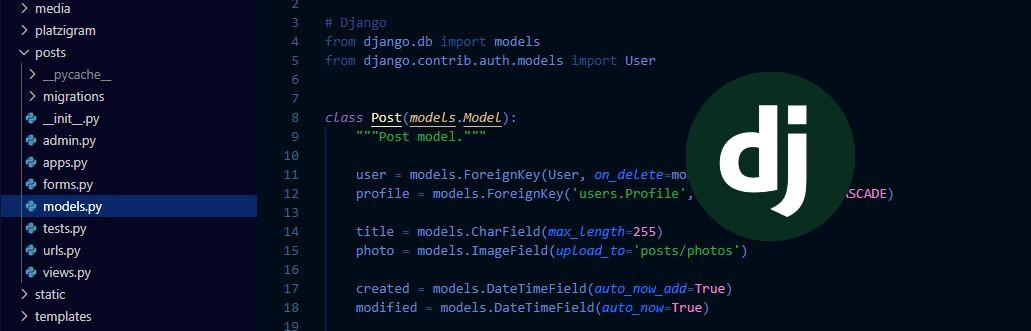 media
platzigram
posts
__pycache__
migrations
__init__.py
admin.py
apps.py
forms.py
models.py
tests.py
urls.py
views.py
static
templates
2
3 # Django
4 from django.db import models
5 from django.contrib.auth.models import User
6
7
8 class Post(models.Model):
9 """Post model."""
10
11 user = models.ForeignKey(User, on_delete=mo
12 profile = models.ForeignKey('users.Profile', SCADE)
13
14 title = models.CharField(max_length=255)
15 photo = models.ImageField(upload_to='posts/photos')
16
17 created = models.DateTimeField(auto_now_add=True)
18 modified = models.DateTimeField(auto_now=True)
19
dj